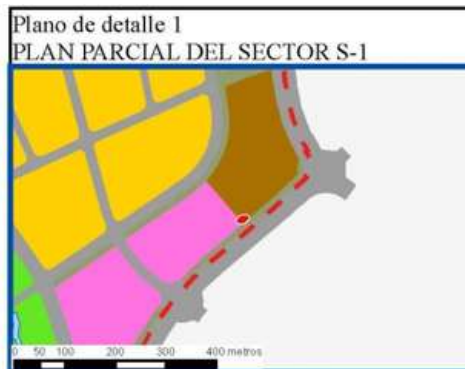 Plano de detalle 1
PLAN PARCIAL DEL SECTOR S-1
0 50 100 200 300 400 metros